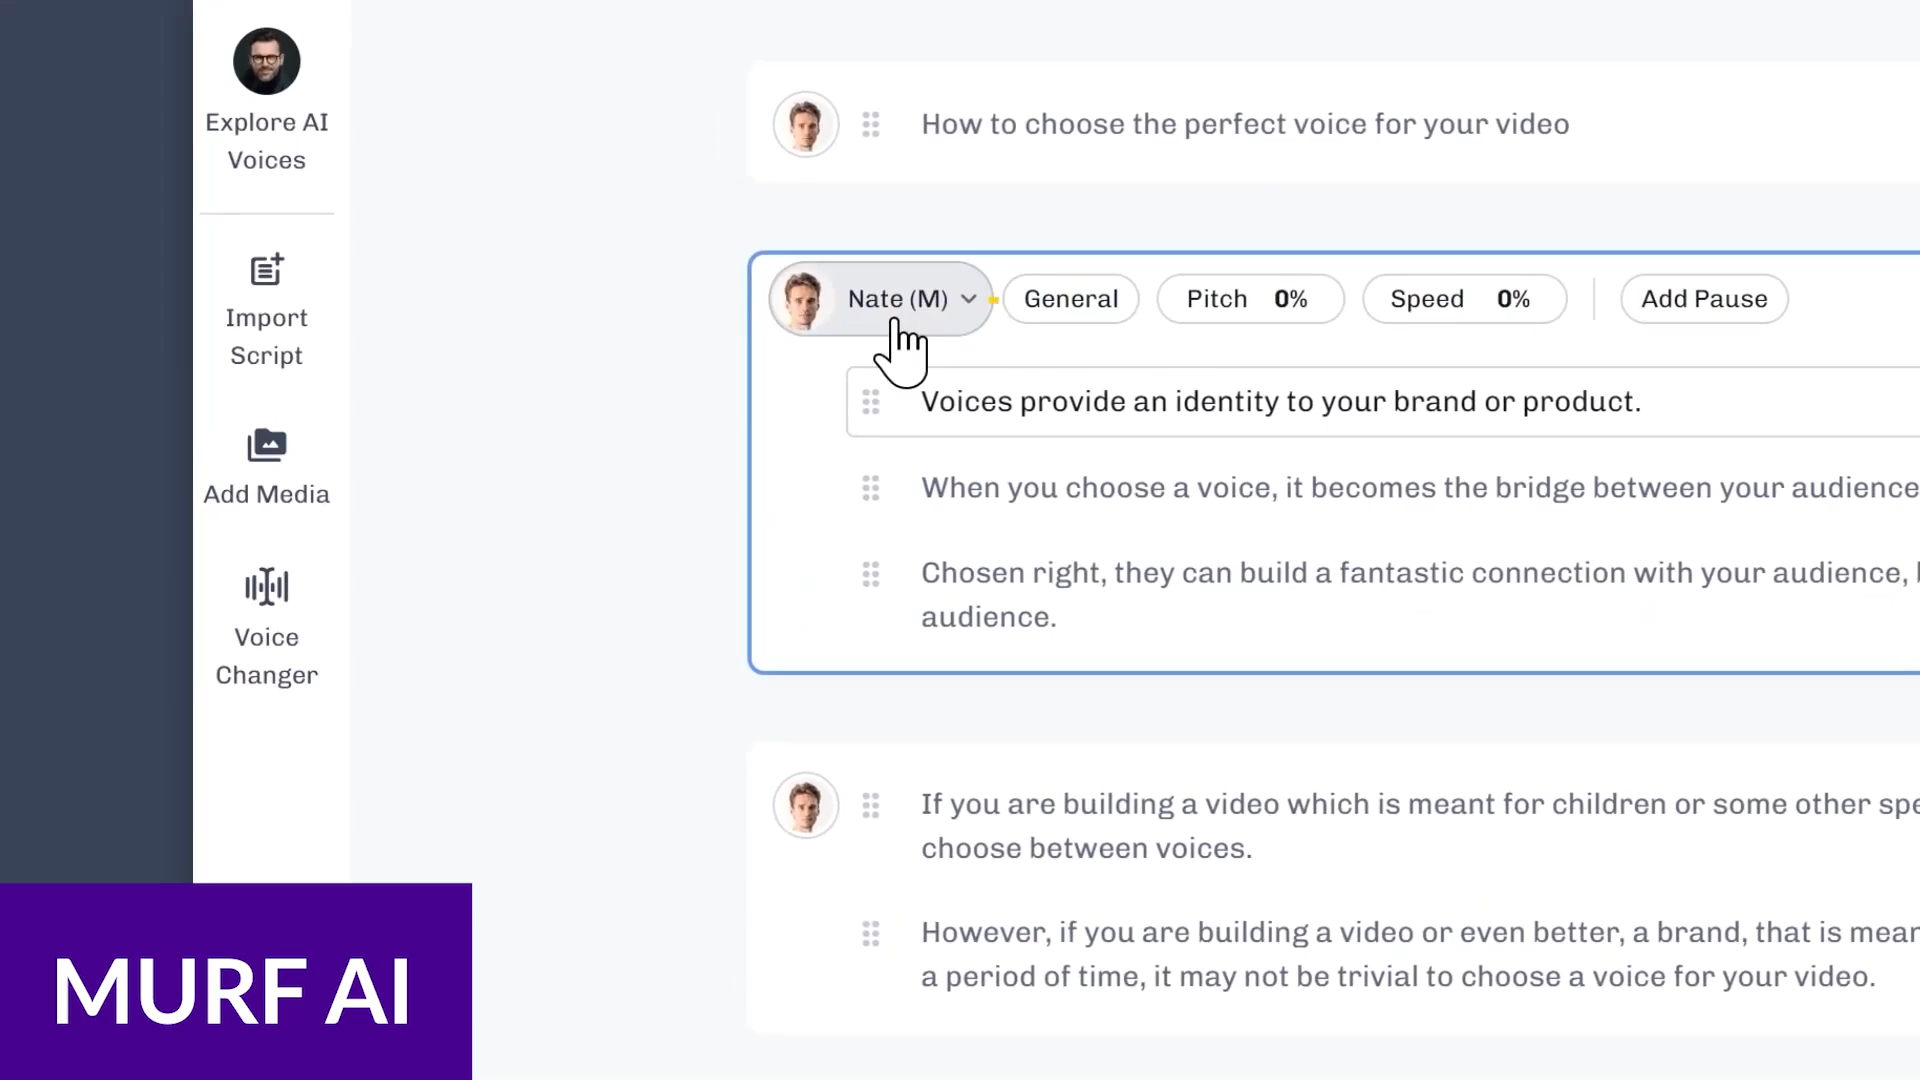 Explore AI
Voices
Import
Script
Add Media
Voice
Changer
How to choose the perfect voice for your video
Nate (M) General Pitch 0% Speed 0% Add Pause
Voices provide an identity to your brand or product.
When you choose a voice, it becomes the bridge between your audience
Chosen right, they can build a fantastic connection with your audience,
audience.
If you are building a video which is meant for children or some other spe
choose between voices.
However, if you are building a video or even better, a brand, that is mean
a period of time, it may not be trivial to choose a voice for your video.
MURF AI